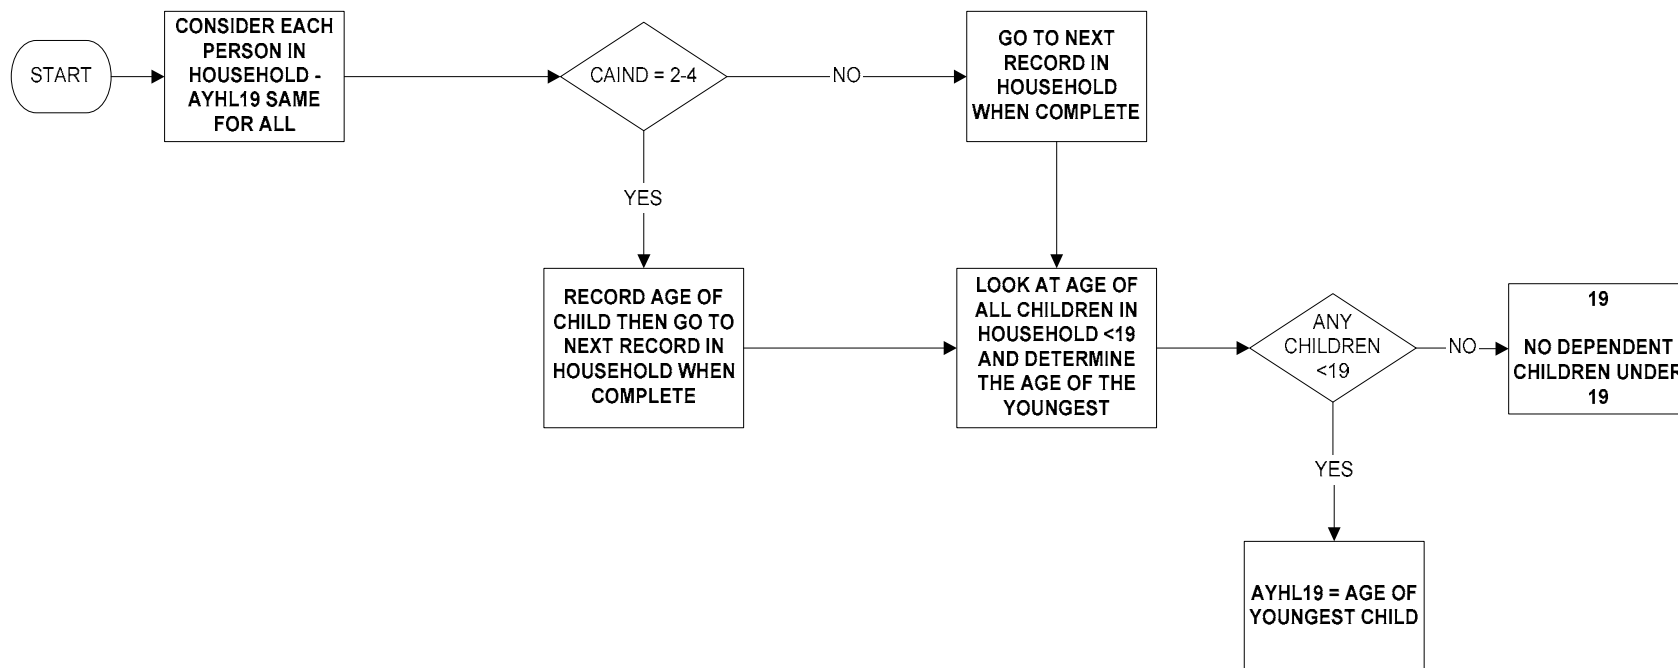 START
CONSIDER EACH
PERSON IN
HOUSEHOLD -
AYHL19 SAME
FOR ALL
CAIND = 2-4
NO
GO TO NEXT
RECORD IN
HOUSEHOLD
WHEN COMPLETE
YES
RECORD AGE OF
CHILD THEN GO TO
NEXT RECORD IN
HOUSEHOLD WHEN
COMPLETE
LOOK AT AGE OF
ALL CHILDREN IN
HOUSEHOLD <19
AND DETERMINE
THE AGE OF THE
YOUNGEST
ANY
CHILDREN
<19
NO
19
NO DEPENDENT
CHILDREN UNDER
19
YES
AYHL19 = AGE OF
YOUNGEST CHILD